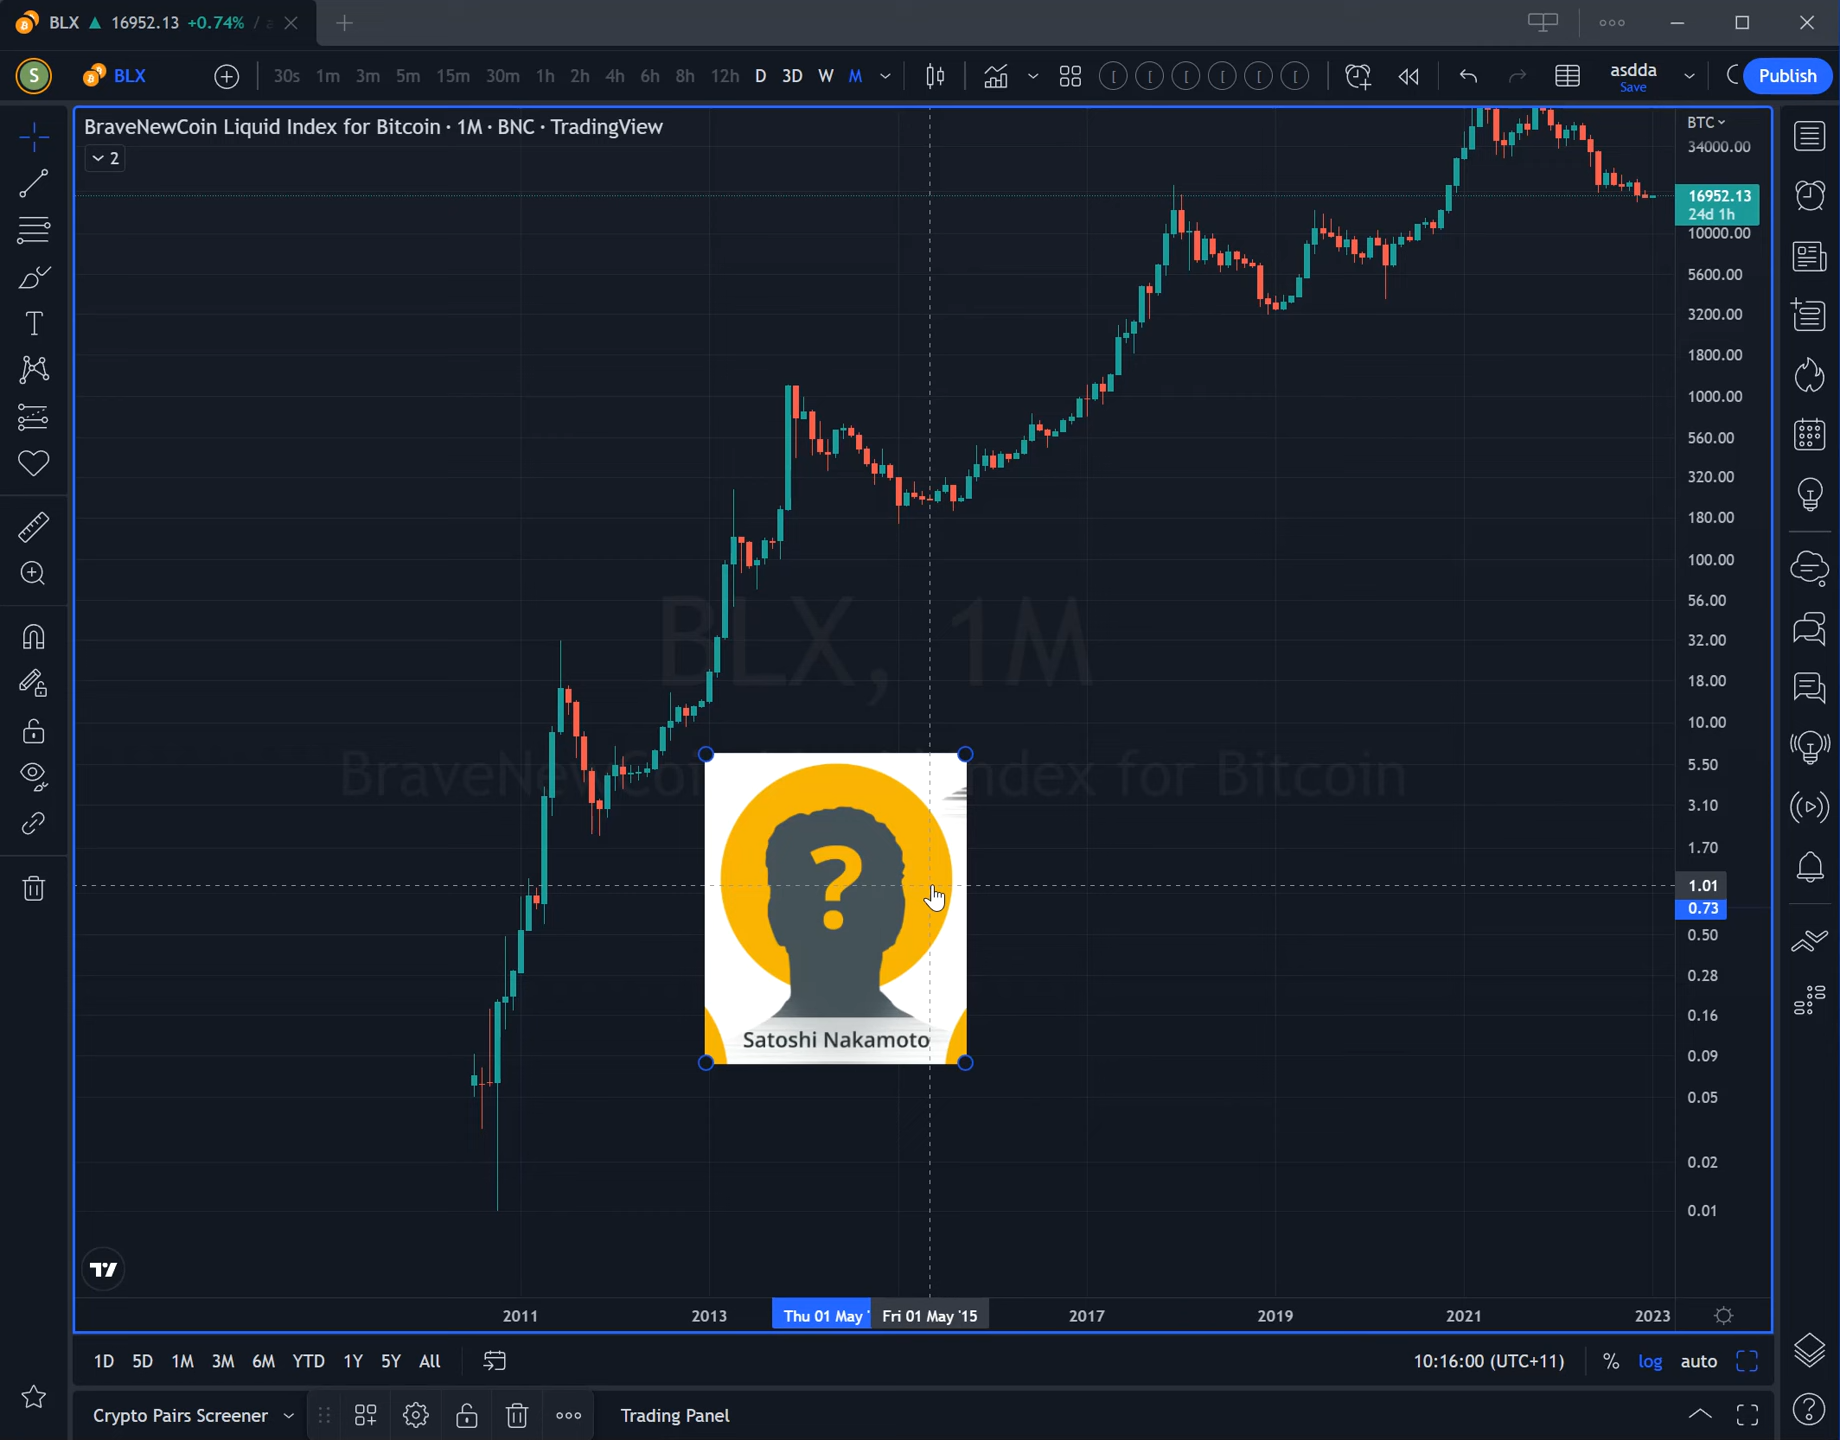 BLX ▲ 16952.13 +0.74% /
S
BLX
30s 1m 3m 5m 15m 30m 1h 2h 4h 6h 8h 12h D 3D W M
asdda
Save
Publish
BraveNewCoin Liquid Index for Bitcoin · 1M · BNC · TradingView
2
BTC
34000.00
16952.13
24d 1h
10000.00
5600.00
3200.00
1800.00
1000.00
560.00
320.00
180.00
100.00
56.00
32.00
18.00
10.00
5.50
3.10
1.70
1.01
0.73
0.50
0.28
0.16
0.09
0.05
0.02
0.01
BLX, 1M
?
Satoshi Nakamoto
2011
2013
Thu 01 May '
Fri 01 May '15
2017
2019
2021
2023
1D 5D 1M 3M 6M YTD 1Y 5Y All
10:16:00 (UTC+11) % log auto
Crypto Pairs Screener
Trading Panel